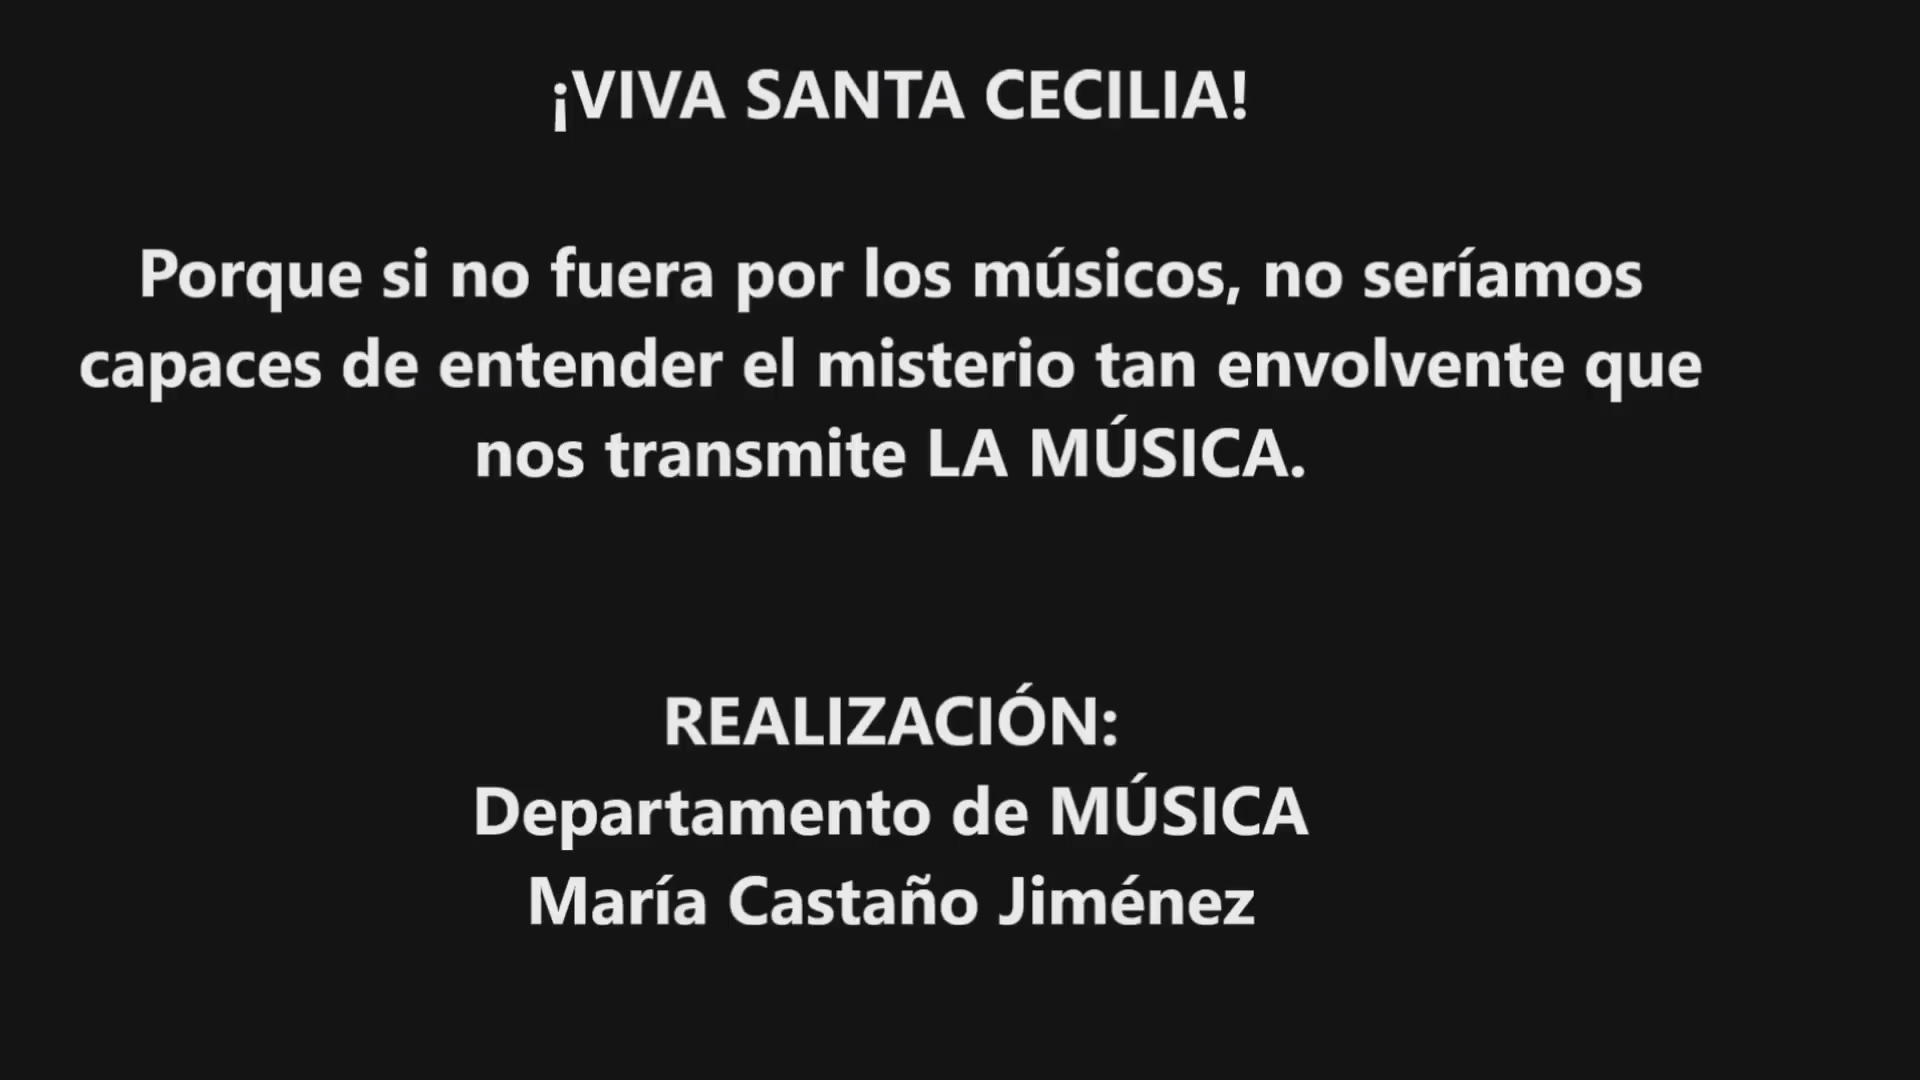 ¡VIVA SANTA CECILIA!
Porque si no fuera por los músicos, no seríamos
capaces de entender el misterio tan envolvente que
nos transmite LA MÚSICA.
REALIZACIÓN:
Departamento de MÚSICA
María Castaño Jiménez